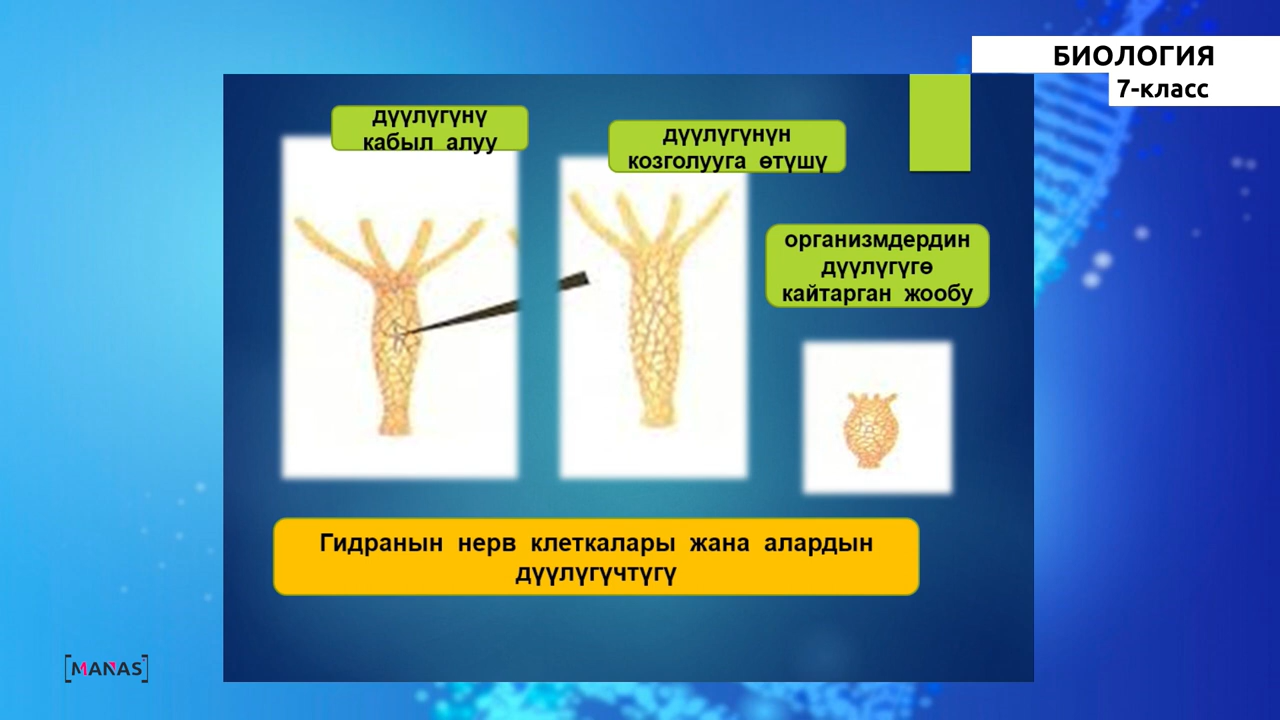 БИОЛОГИЯ
7-класс
дүүлүгүнү
кабыл алуу
дүүлүгүнүн
козголууга өтүшү
организмдердин
дүүлүгүгө
кайтарган жообу
Гидранын нерв клеткалары жана алардын
дүүлүгүчтүгү
[MANAS]